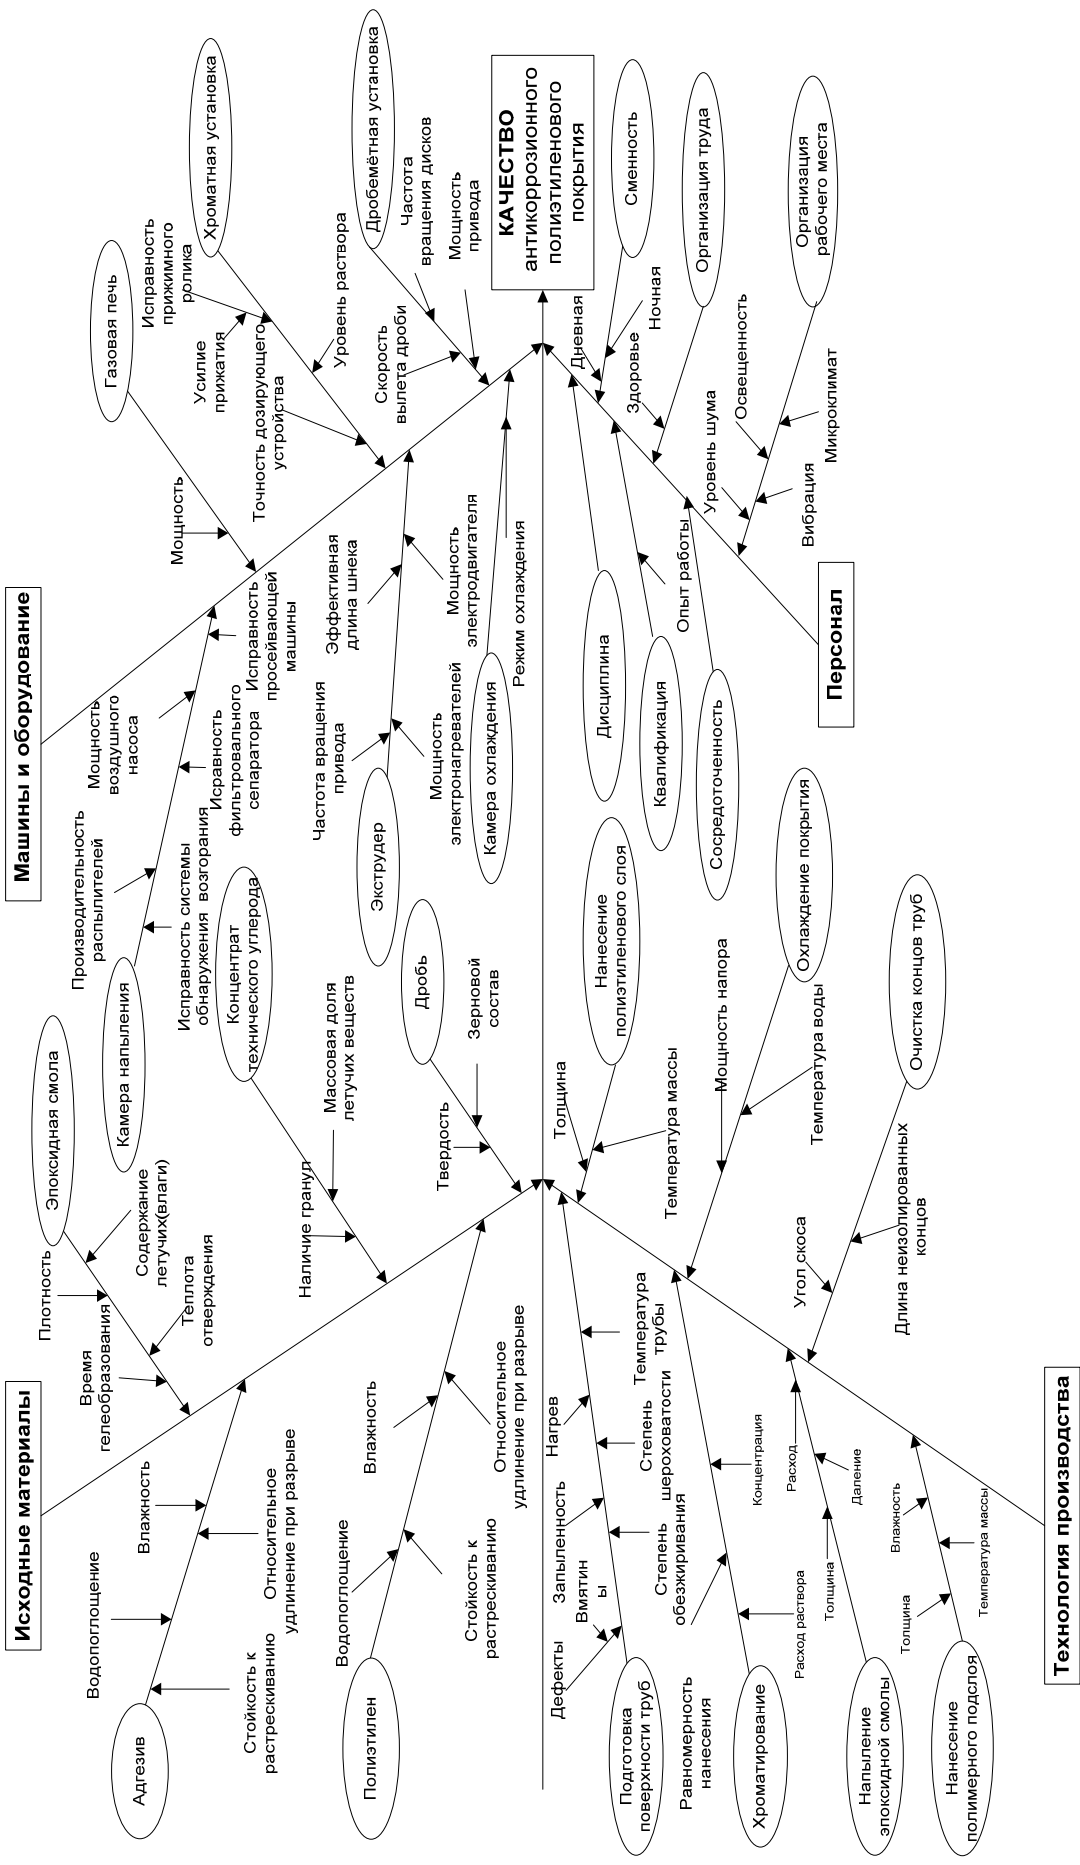 Исходные материалы
Машины и оборудование
Эпоксидная смола
Плотность
Содержание
летучих(влаги)
Время
гелеобразования
Теплота
отверждения
Адгезив
Водопоглощение
Влажность
Стойкость к
растрескиванию
Относительное
удлинение при разрыве
Концентрат
технического углерода
Наличие гранул
Массовая доля
летучих веществ
Полиэтилен
Водопоглощение
Влажность
Стойкость к
растрескиванию
Относительное
удлинение при разрыве
Дробь
Твердость
Зерновой
состав
Камера напыления
Производительность
распылителей
Мощность
воздушного
насоса
Исправность системы
обнаружения возгорания
Исравность
фильтровального
сепаратора
Исправность
просеивающей
машины
Газовая печь
Мощность
Хроматная установка
Исправность
прижимного
ролика
Усилие
прижатия
Точность дозирующего
устройства
Уровень раствора
Экструдер
Частота вращения
привода
Эффективная
длина шнека
Мощность
электронагревателей
Мощность
электродвигателя
Дробемётная установка
Частота
вращения дисков
Скорость
вылета дроби
Мощность
привода
Камера охлаждения
Режим охлаждения
КАЧЕСТВО
антикоррозионного
полиэтиленового
покрытия
Подготовка
поверхности труб
Дефекты
Вмятин
ы
Запыленность
Нагрев
Степень
обезжиривания
Степень
шероховатости
Температура
трубы
Нанесение
полиэтиленового слоя
Толщина
Температура массы
Хроматирование
Равномерность
нанесения
Концентрация
Расход раствора
Охлаждение покрытия
Мощность напора
Температура воды
Напыление
эпоксидной смолы
Расход
Толщина
Даление
Очистка концов труб
Угол скоса
Длина неизолированных
концов
Нанесение
полимерного подслоя
Влажность
Толщина
Температура массы
Дисциплина
Квалификация
Опыт работы
Сосредоточенность
Сменность
Дневная
Ночная
Организация труда
Здоровье
Организация
рабочего места
Уровень шума
Освещенность
Вибрация
Микроклимат
Технология производства
Персонал